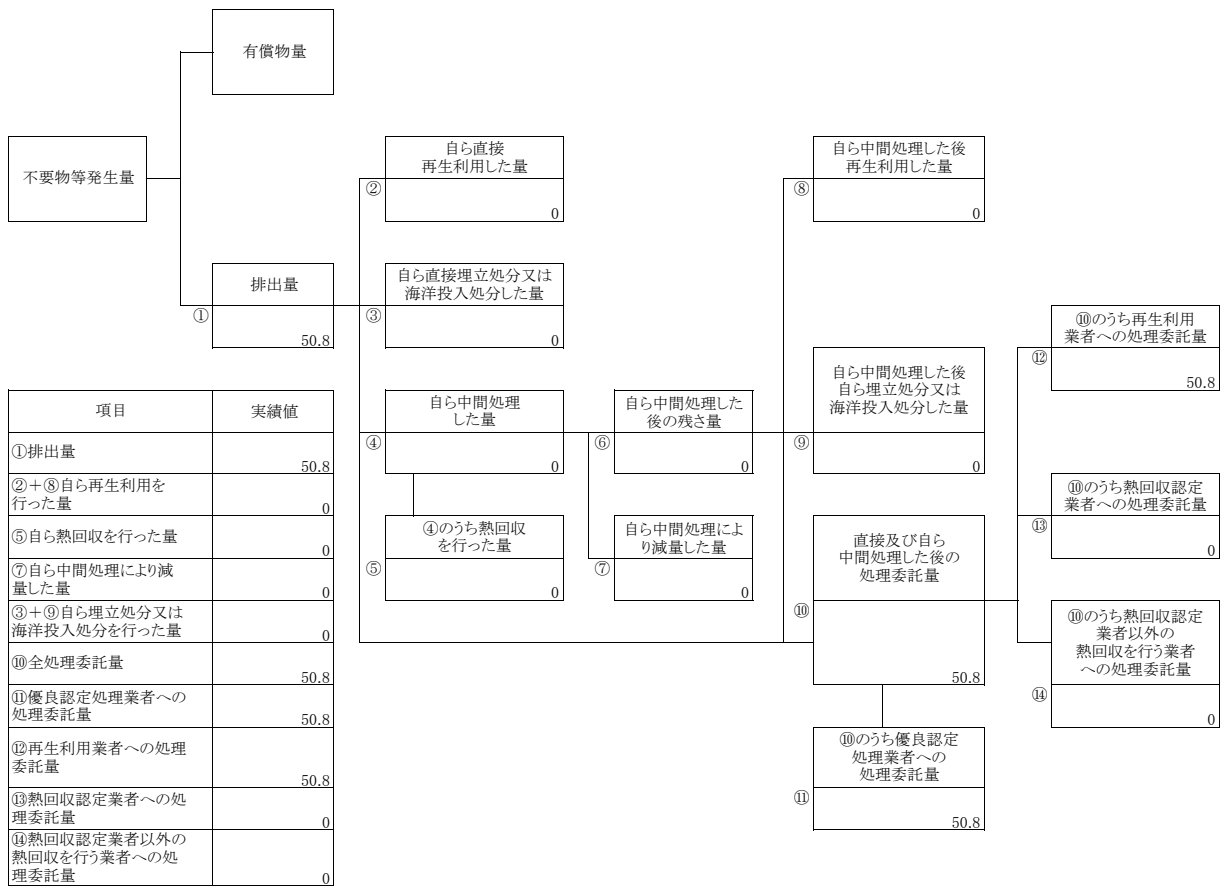 有償物量
不要物等発生量
排出量
①
50.8
自ら直接
再生利用した量
②
0
自ら直接埋立処分又は
海洋投入処分した量
③
0
自ら中間処理
した量
④
0
④のうち熱回収
を行った量
⑤
0
自ら中間処理した
後の残さ量
⑥
0
自ら中間処理によ
り減量した量
⑦
0
自ら中間処理した後
再生利用した量
⑧
0
自ら中間処理した後
自ら埋立処分又は
海洋投入処分した量
⑨
0
直接及び自ら
中間処理した後の
処理委託量
⑩
50.8
⑩のうち優良認定
処理業者への
処理委託量
⑪
50.8
⑩のうち再生利用
業者への処理委託量
⑫
50.8
⑩のうち熱回収認定
業者への処理委託量
⑬
0
⑩のうち熱回収認定
業者以外の
熱回収を行う業者
への処理委託量
⑭
0
項目 実績値
①排出量
50.8
②+⑧自ら再生利用を
行った量
0
⑤自ら熱回収を行った量
0
⑦自ら中間処理により減
量した量
0
③+⑨自ら埋立処分又は
海洋投入処分を行った量
0
⑩全処理委託量
50.8
⑪優良認定処理業者への
処理委託量
50.8
⑫再生利用業者への処理
委託量
50.8
⑬熱回収認定業者への処
理委託量
0
⑭熱回収認定業者以外の
熱回収を行う業者への処
理委託量
0